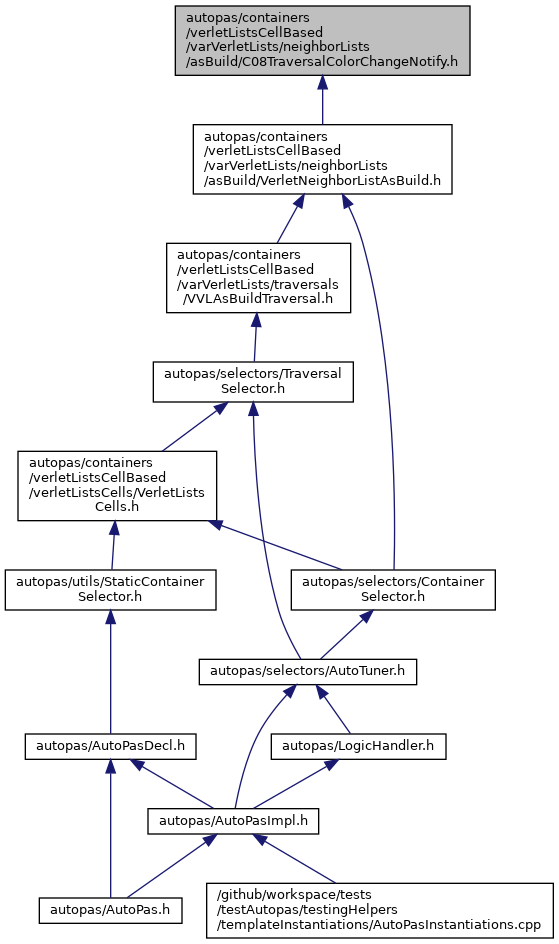 autopas/containers
/verletListsCellBased
/varVerletLists/neighborLists
/asBuild/C08TraversalColorChangeNotify.h
autopas/containers
/verletListsCellBased
/varVerletLists/neighborLists
/asBuild/VerletNeighborListAsBuild.h
autopas/containers
/verletListsCellBased
/varVerletLists/traversals
/VVLAsBuildTraversal.h
autopas/selectors/Traversal
Selector.h
autopas/containers
/verletListsCellBased
/verletListsCells/VerletLists
Cells.h
autopas/utils/StaticContainer
Selector.h
autopas/selectors/Container
Selector.h
autopas/selectors/AutoTuner.h
autopas/AutoPasDecl.h
autopas/LogicHandler.h
autopas/AutoPasImpl.h
autopas/AutoPas.h
/github/workspace/tests
/testAutopas/testingHelpers
/templateInstantiations/AutoPasInstantiations.cpp